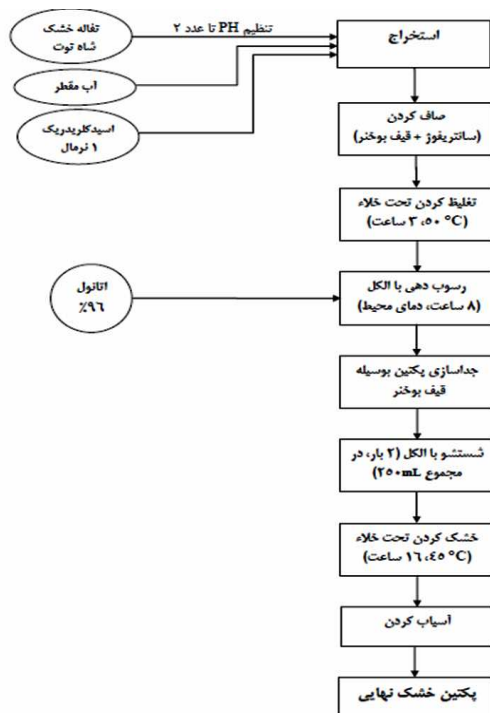 تفاله خشک
شاه توت
تنظیم PH تا عدد ۲
استخراج
آب مقطر
اسیدکلریدریک
۱ نرمال
صاف کردن
(سانتریفوژ + قیف بوخنر)
تغلیظ کردن تحت خلاء
(۵۰ °C، ۳ ساعت)
اتانول
۹۶٪
رسوب دهی با الکل
(۸ ساعت، دمای محیط)
جداسازی پکتین بوسیله
قیف بوخنر
شستشو با الکل (۲ بار، در
مجموع ۲۵۰mL)
خشک کردن تحت خلاء
(۴۵ °C، ۱۶ ساعت)
آسیاب کردن
پکتین خشک نهایی